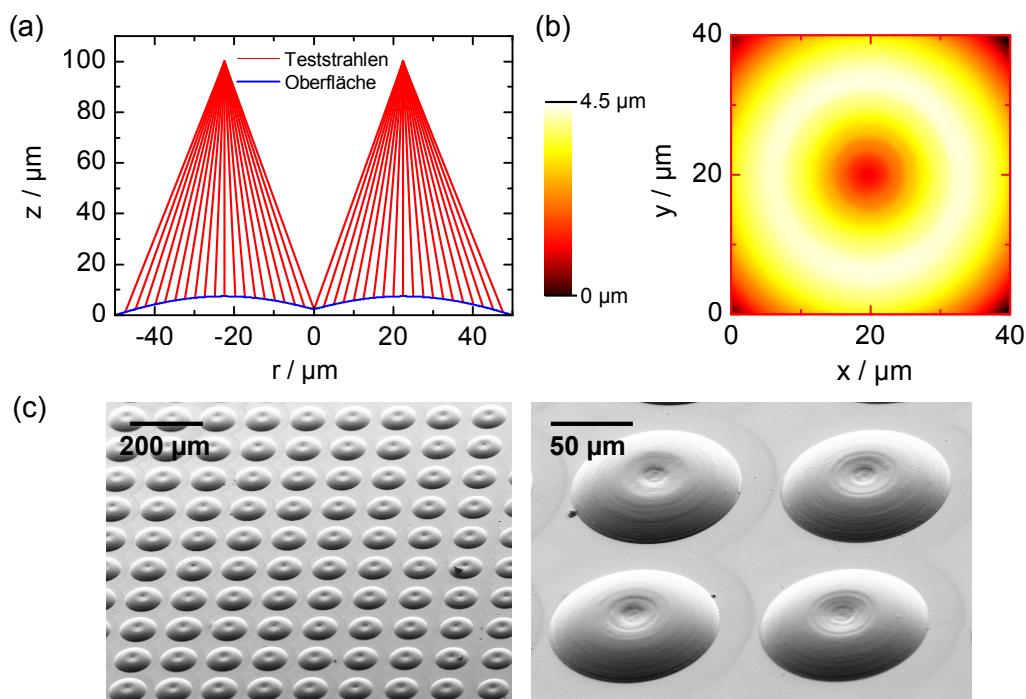 (a)
Teststrahlen
Oberfläche
100
80
60
40
20
0
z / µm
-40
-20
0
20
40
r / µm
(b)
4.5 µm
0 µm
40
20
0
y / µm
0
20
40
x / µm
(c)
200 µm
50 µm